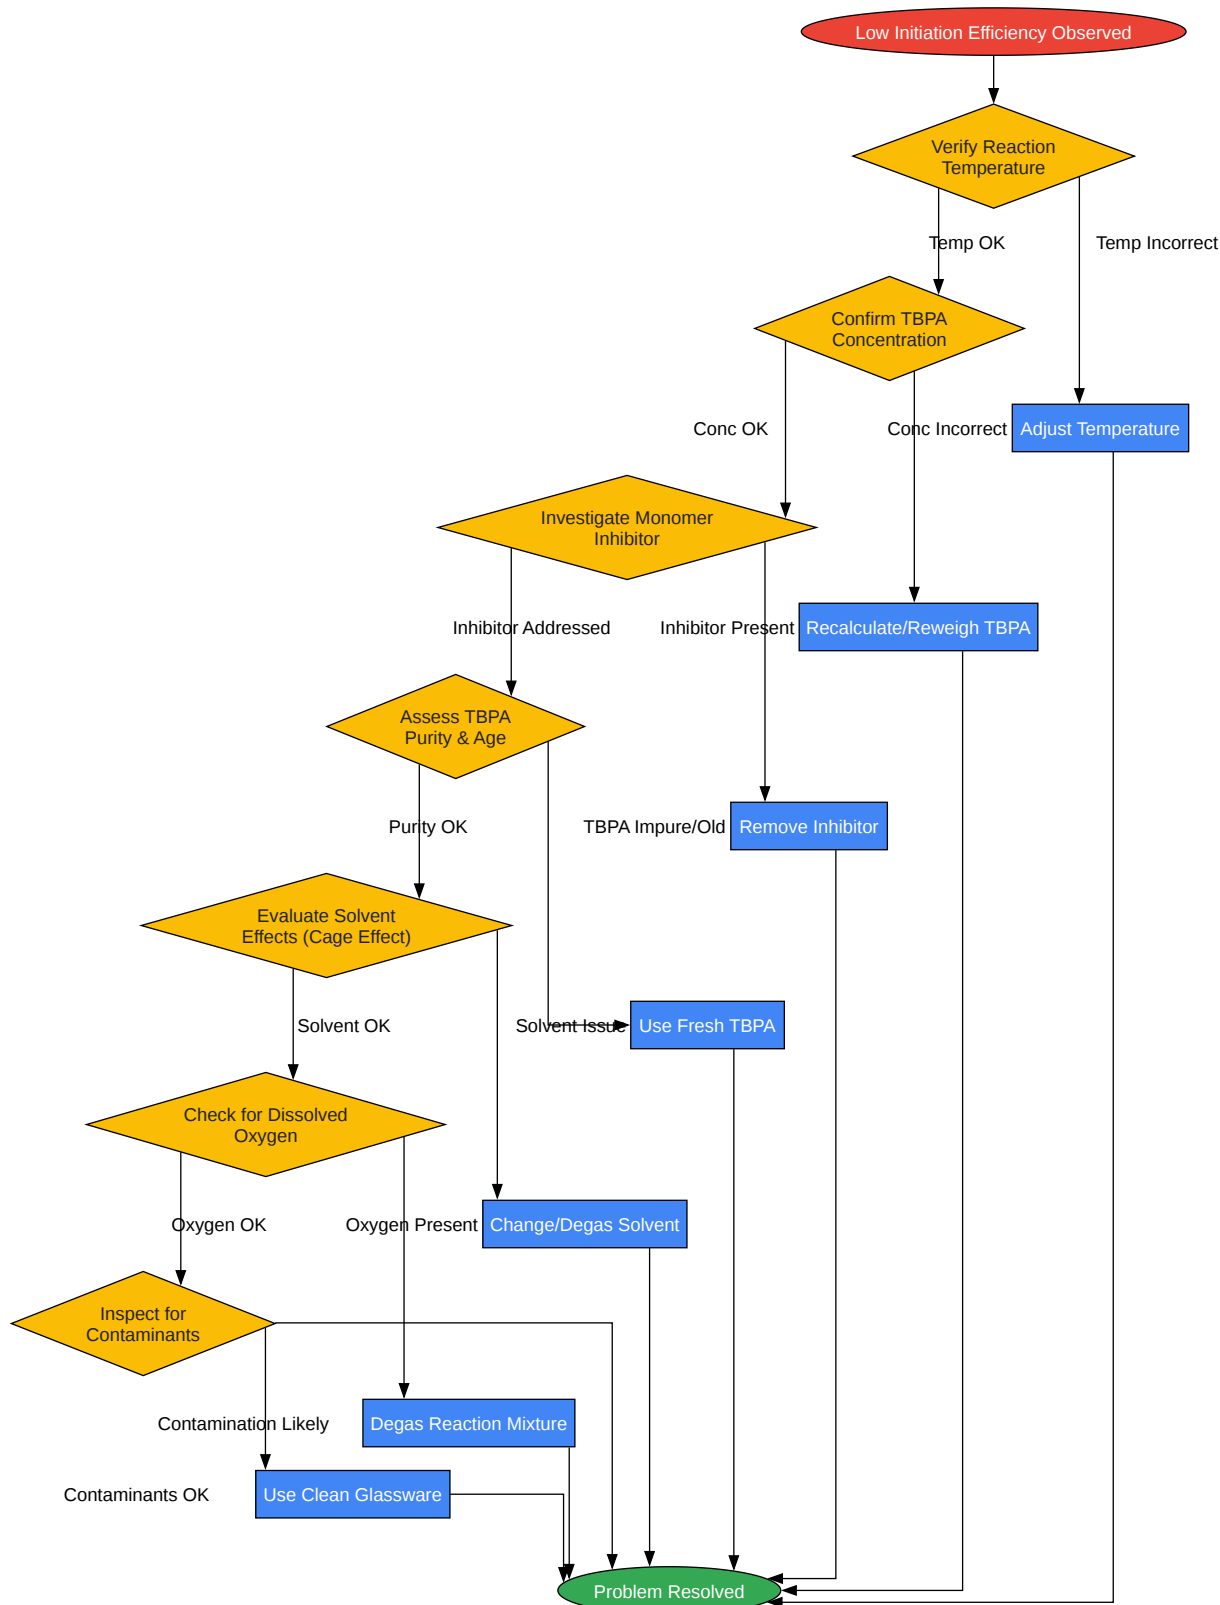 Low Initiation Efficiency Observed
Verify Reaction
Temperature
Temp OK
Temp Incorrect
Confirm TBPA
Concentration
Conc OK
Conc Incorrect
Adjust Temperature
Investigate Monomer
Inhibitor
Inhibitor Addressed
Inhibitor Present
Recalculate/Reweigh TBPA
Assess TBPA
Purity & Age
Purity OK
TBPA Impure/Old
Remove Inhibitor
Evaluate Solvent
Effects (Cage Effect)
Solvent OK
Solvent Issue
Use Fresh TBPA
Check for Dissolved
Oxygen
Oxygen OK
Oxygen Present
Change/Degas Solvent
Inspect for
Contaminants
Contamination Likely
Degas Reaction Mixture
Contaminants OK
Use Clean Glassware
Problem Resolved